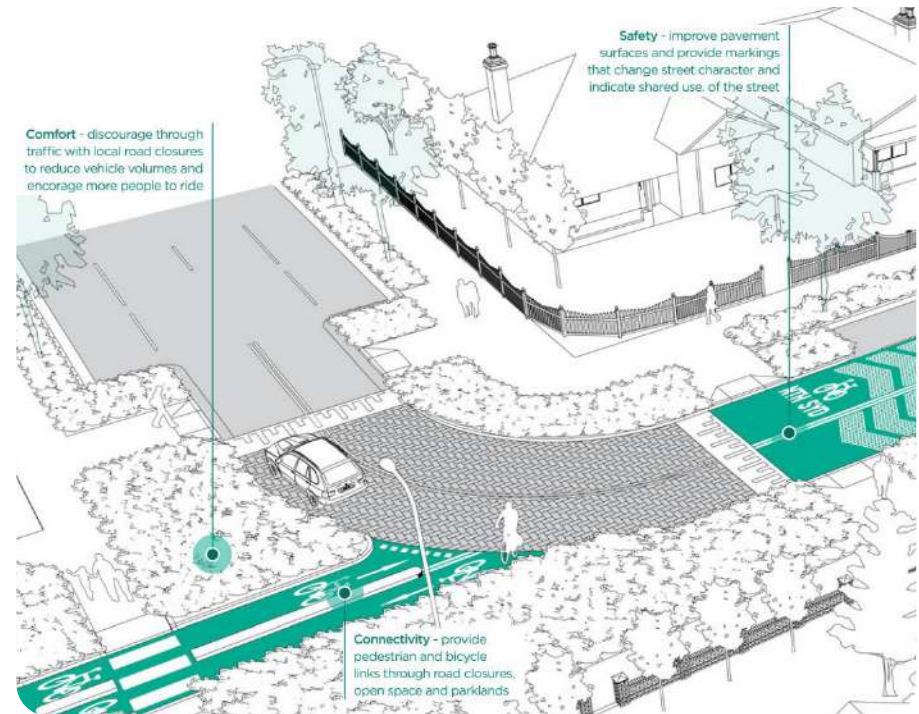 Safety - improve pavement
surfaces and provide markings
that change street character and
indicate shared use, of the street
Comfort - discourage through
traffic with local road closures
to reduce vehicle volumes and
encorage more people to ride
Connectivity - provide
pedestrian and bicycle
links through road closures,
open space and parklands